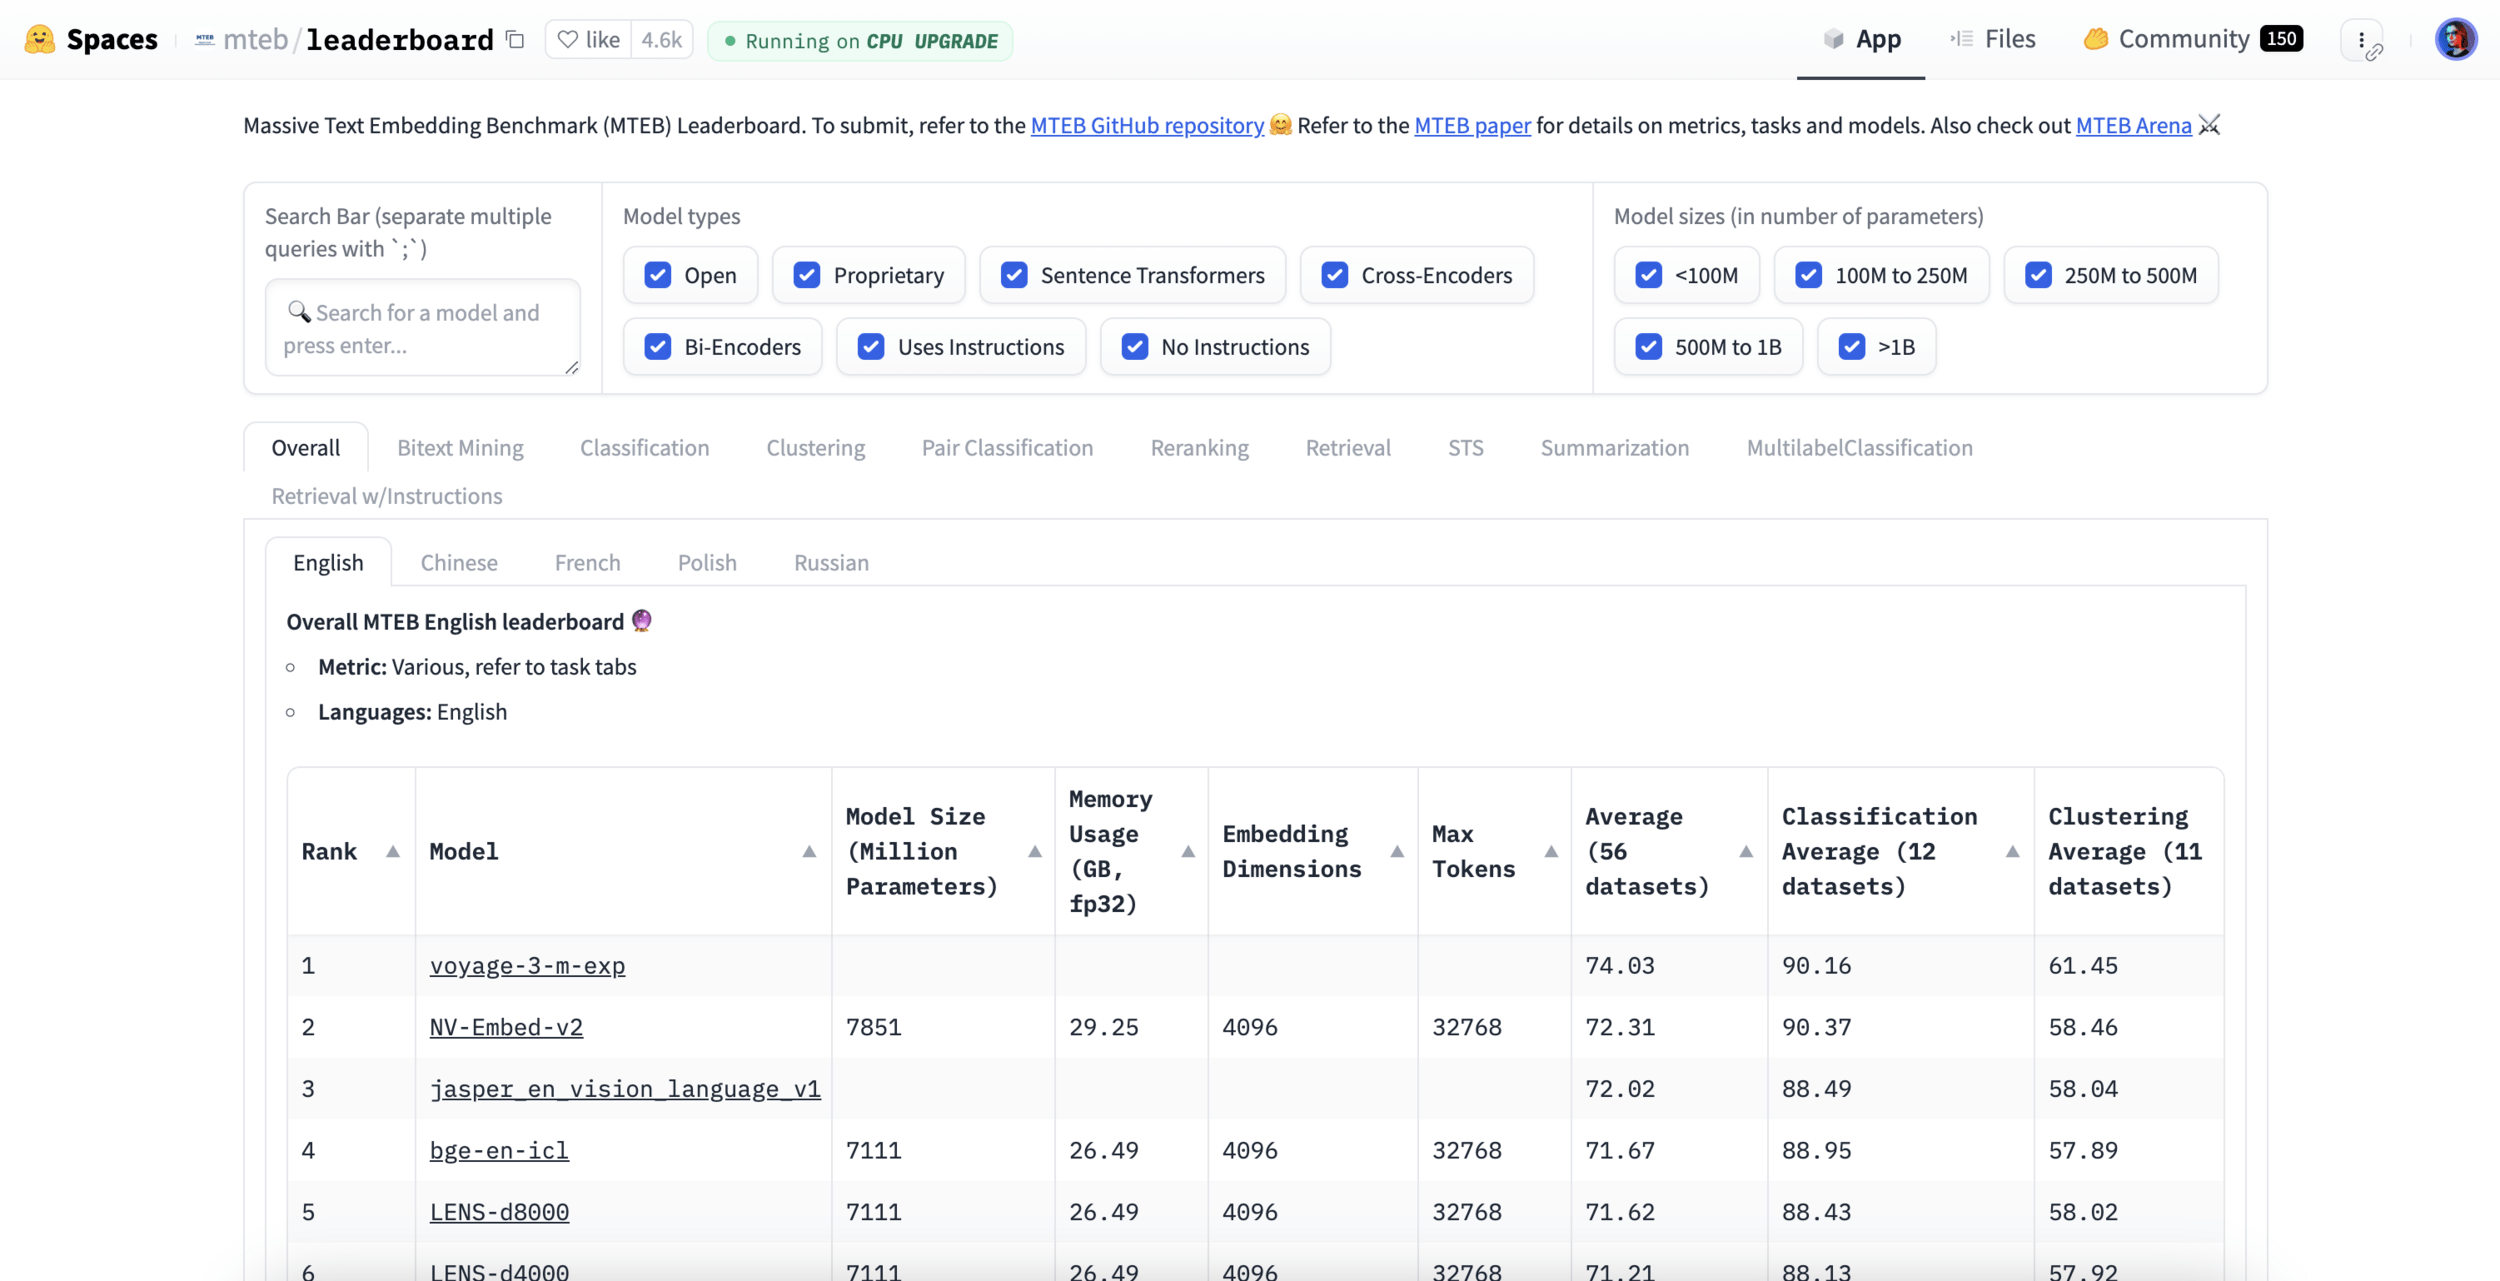 Spaces mteb/leaderboard like 4.6k Running on CPU UPGRADE App Files Community 150
Massive Text Embedding Benchmark (MTEB) Leaderboard. To submit, refer to the MTEB GitHub repository 🤗 Refer to the MTEB paper for details on metrics, tasks and models. Also check out MTEB Arena ⚔
Search Bar (separate multiple
queries with `;`)
🔍 Search for a model and
press enter...
Model types
Open Proprietary Sentence Transformers Cross-Encoders
Bi-Encoders Uses Instructions No Instructions
Model sizes (in number of parameters)
<100M 100M to 250M 250M to 500M
500M to 1B >1B
Overall Bitext Mining Classification Clustering Pair Classification Reranking Retrieval STS Summarization MultilabelClassification
Retrieval w/Instructions
English Chinese French Polish Russian
Overall MTEB English leaderboard 🔮
Metric: Various, refer to task tabs
Languages: English
Rank
Model
Model Size
(Million
Parameters)
Memory
Usage
(GB,
fp32)
Embedding
Dimensions
Max
Tokens
Average
(56
datasets)
Classification
Average (12
datasets)
Clustering
Average (11
datasets)
1 voyage-3-m-exp 74.03 90.16 61.45
2 NV-Embed-v2 7851 29.25 4096 32768 72.31 90.37 58.46
3 jasper_en_vision_language_v1 72.02 88.49 58.04
4 bge-en-icl 7111 26.49 4096 32768 71.67 88.95 57.89
5 LENS-d8000 7111 26.49 4096 32768 71.62 88.43 58.02
6 LENS-d4000 7111 26.49 4096 32768 71.21 88.13 57.92